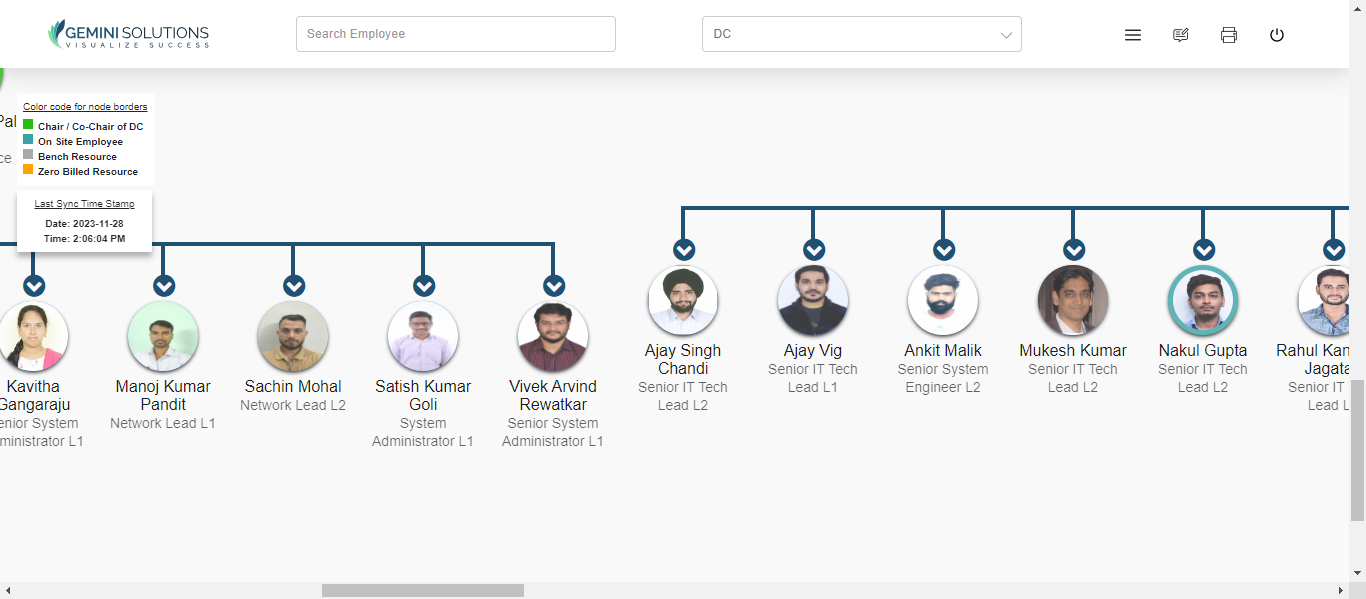 GEMINI SOLUTIONS
VISUALIZE SUCCESS
Search Employee
DC
Color code for node borders
Chair / Co-Chair of DC
On Site Employee
Bench Resource
Zero Billed Resource
Last Sync Time Stamp
Date: 2023-11-28
Time: 2:06:04 PM
Pal
ce
Kavitha
Gangaraju
enior System
ministrator L1
Manoj Kumar
Pandit
Network Lead L1
Sachin Mohal
Network Lead L2
Satish Kumar
Goli
System
Administrator L1
Vivek Arvind
Rewatkar
Senior System
Administrator L1
Ajay Singh
Chandi
Senior IT Tech
Lead L2
Ajay Vig
Senior IT Tech
Lead L1
Ankit Malik
Senior System
Engineer L2
Mukesh Kumar
Senior IT Tech
Lead L2
Nakul Gupta
Senior IT Tech
Lead L2
Rahul Kan
Jagata
Senior IT
Lead L